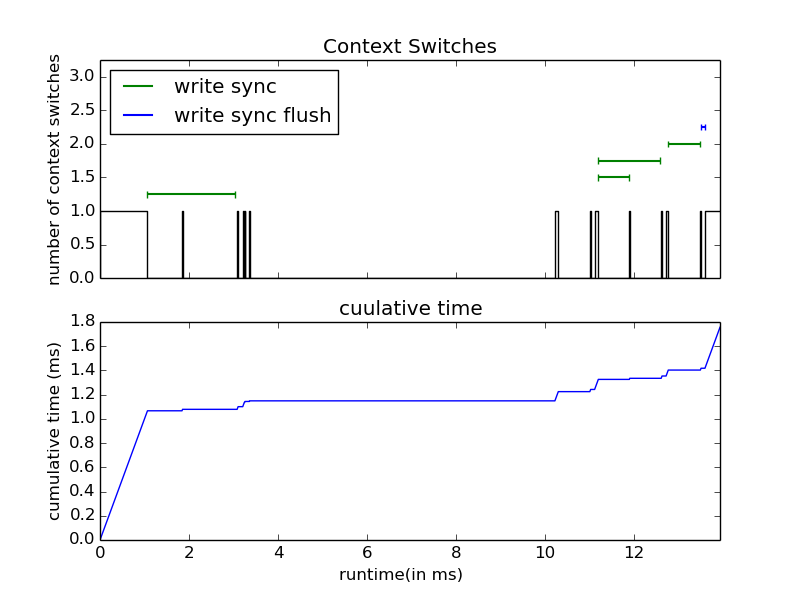 Context Switches
number of context switches
3.0
2.5
2.0
1.5
1.0
0.5
0.0
write sync
write sync flush
cuulative time
cumulative time (ms)
1.8
1.6
1.4
1.2
1.0
0.8
0.6
0.4
0.2
0.0
0 2 4 6 8 10 12
runtime(in ms)